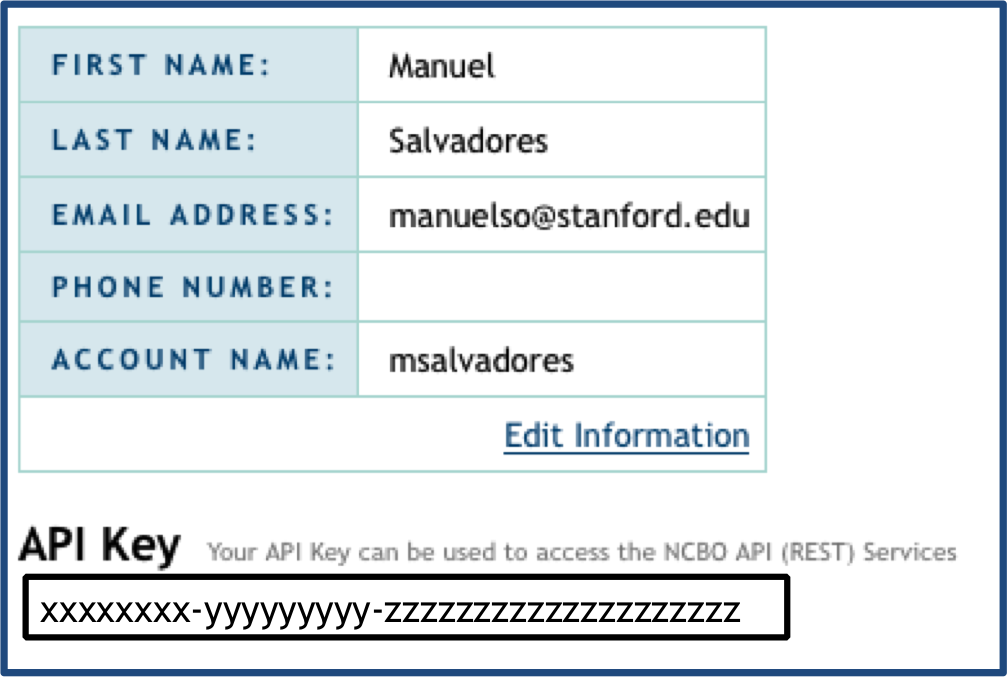 FIRST NAME: Manuel
LAST NAME: Salvadores
EMAIL ADDRESS: manuelso@stanford.edu
PHONE NUMBER:
ACCOUNT NAME: msalvadores
Edit Information
API Key Your API Key can be used to access the NCBO API (REST) Services
xxxxxxxx-yyyyyyyyy-zzzzzzzzzzzzzzzzzzzz